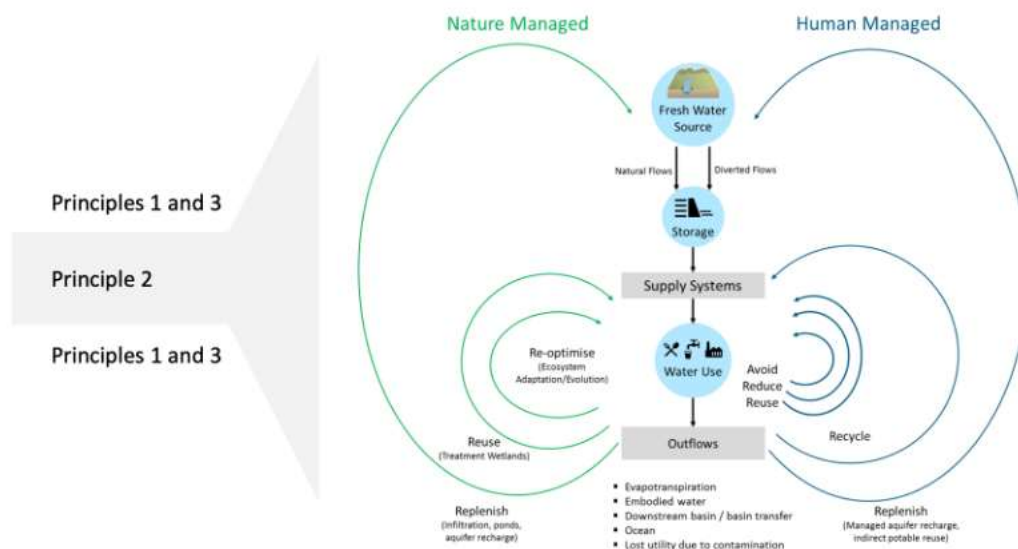 Nature Managed
Human Managed
Fresh Water
Source
Natural Flows
Diverted Flows
Storage
Principles 1 and 3
Principle 2
Principles 1 and 3
Supply Systems
Water Use
Re-optimise
(Ecosystem
Adaptation/Evolution)
Avoid
Reduce
Reuse
Reuse
(Treatment Wetlands)
Outflows
Recycle
Replenish
(Infiltration, ponds,
aquifer recharge)
▪ Evapotranspiration
▪ Embodied water
▪ Downstream basin / basin transfer
▪ Ocean
▪ Lost utility due to contamination
Replenish
(Managed aquifer recharge,
indirect potable reuse)